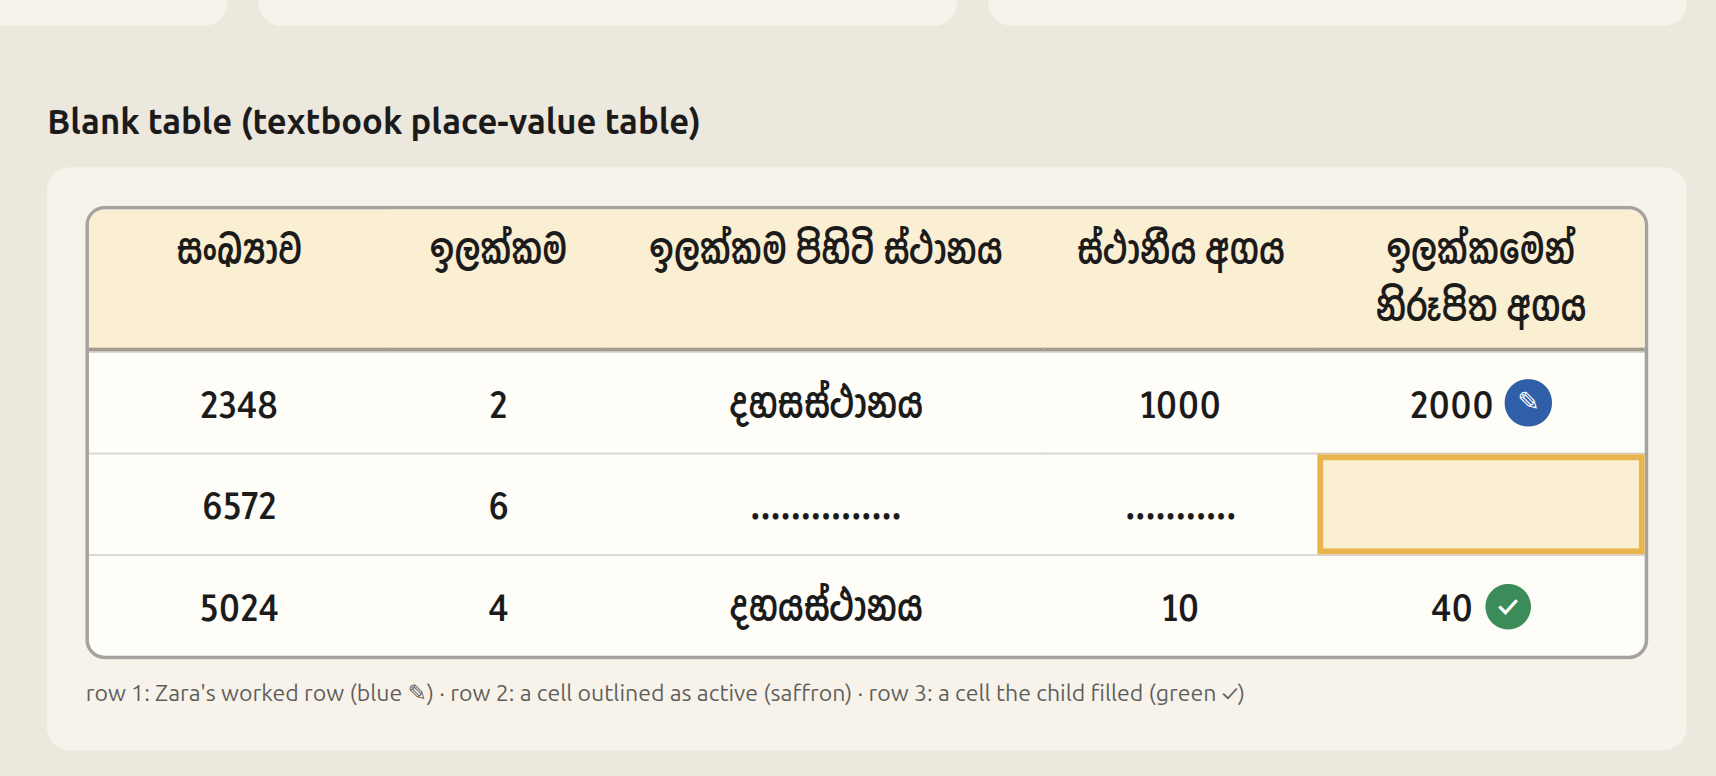 Blank table (textbook place-value table)
සංඛ්‍යාව ඉලක්කම ඉලක්කම පිහිටි ස්ථානය ස්ථානීය අගය ඉලක්කමෙන් නිරූපිත අගය
2348 2 දහසස්ථානය 1000 2000 ✎
6572 6 ............... ...........
5024 4 දහයස්ථානය 10 40 ✓
row 1: Zara's worked row (blue ✎) · row 2: a cell outlined as active (saffron) · row 3: a cell the child filled (green ✓)